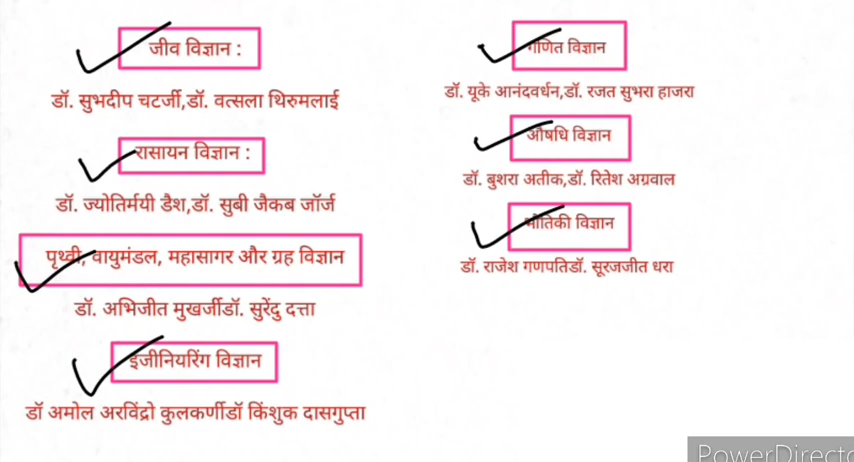 जीव विज्ञान :
डॉ. सुभदीप चटर्जी,डॉ. वत्सला थिरुमलाई
रासायन विज्ञान :
डॉ. ज्योतिर्मयी डैश,डॉ. सुबी जैकब जॉर्ज
पृथ्वी, वायुमंडल, महासागर और ग्रह विज्ञान
डॉ. अभिजीत मुखर्जीडॉ. सुरेंदु दत्ता
इंजीनियरिंग विज्ञान
डॉ अमोल अरविंद्रो कुलकर्णीडॉ किंशुक दासगुप्ता
गणित विज्ञान
डॉ. यूके आनंदवर्धन,डॉ. रजत सुभरा हाजरा
औषधि विज्ञान
डॉ. बुशरा अतीक,डॉ. रितेश अग्रवाल
भौतिकी विज्ञान
डॉ. राजेश गणपतिडॉ. सूरजजीत धरा
PowerDirecto